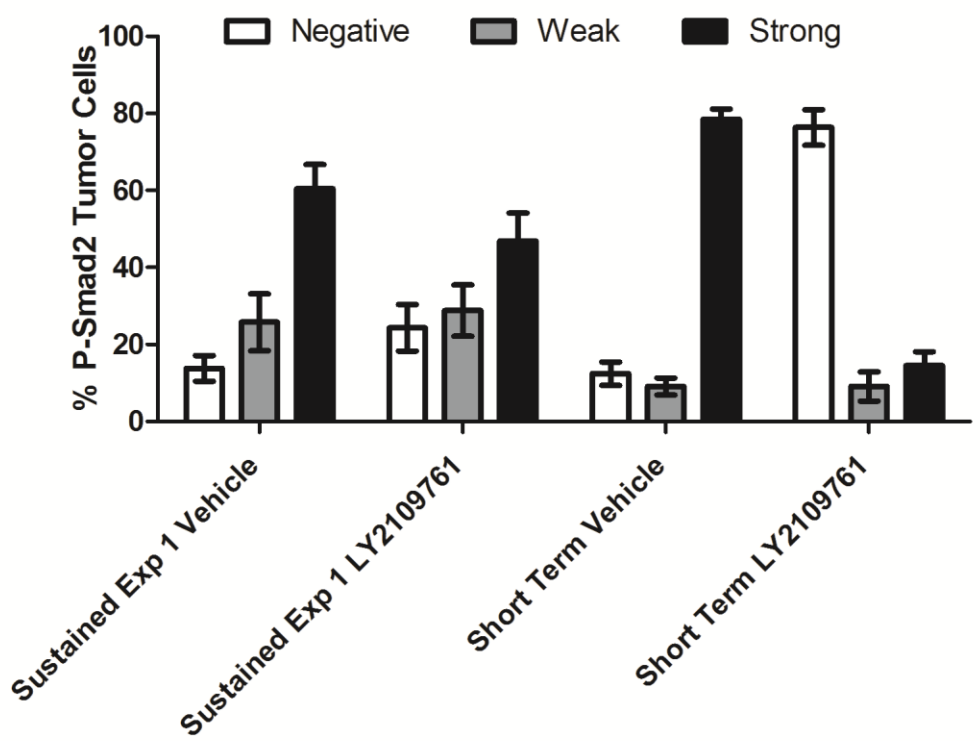 Negative Weak Strong
% P-Smad2 Tumor Cells
100
80
60
40
20
0
Sustained Exp 1 Vehicle
Sustained Exp 1 LY2109761
Short Term Vehicle
Short Term LY2109761